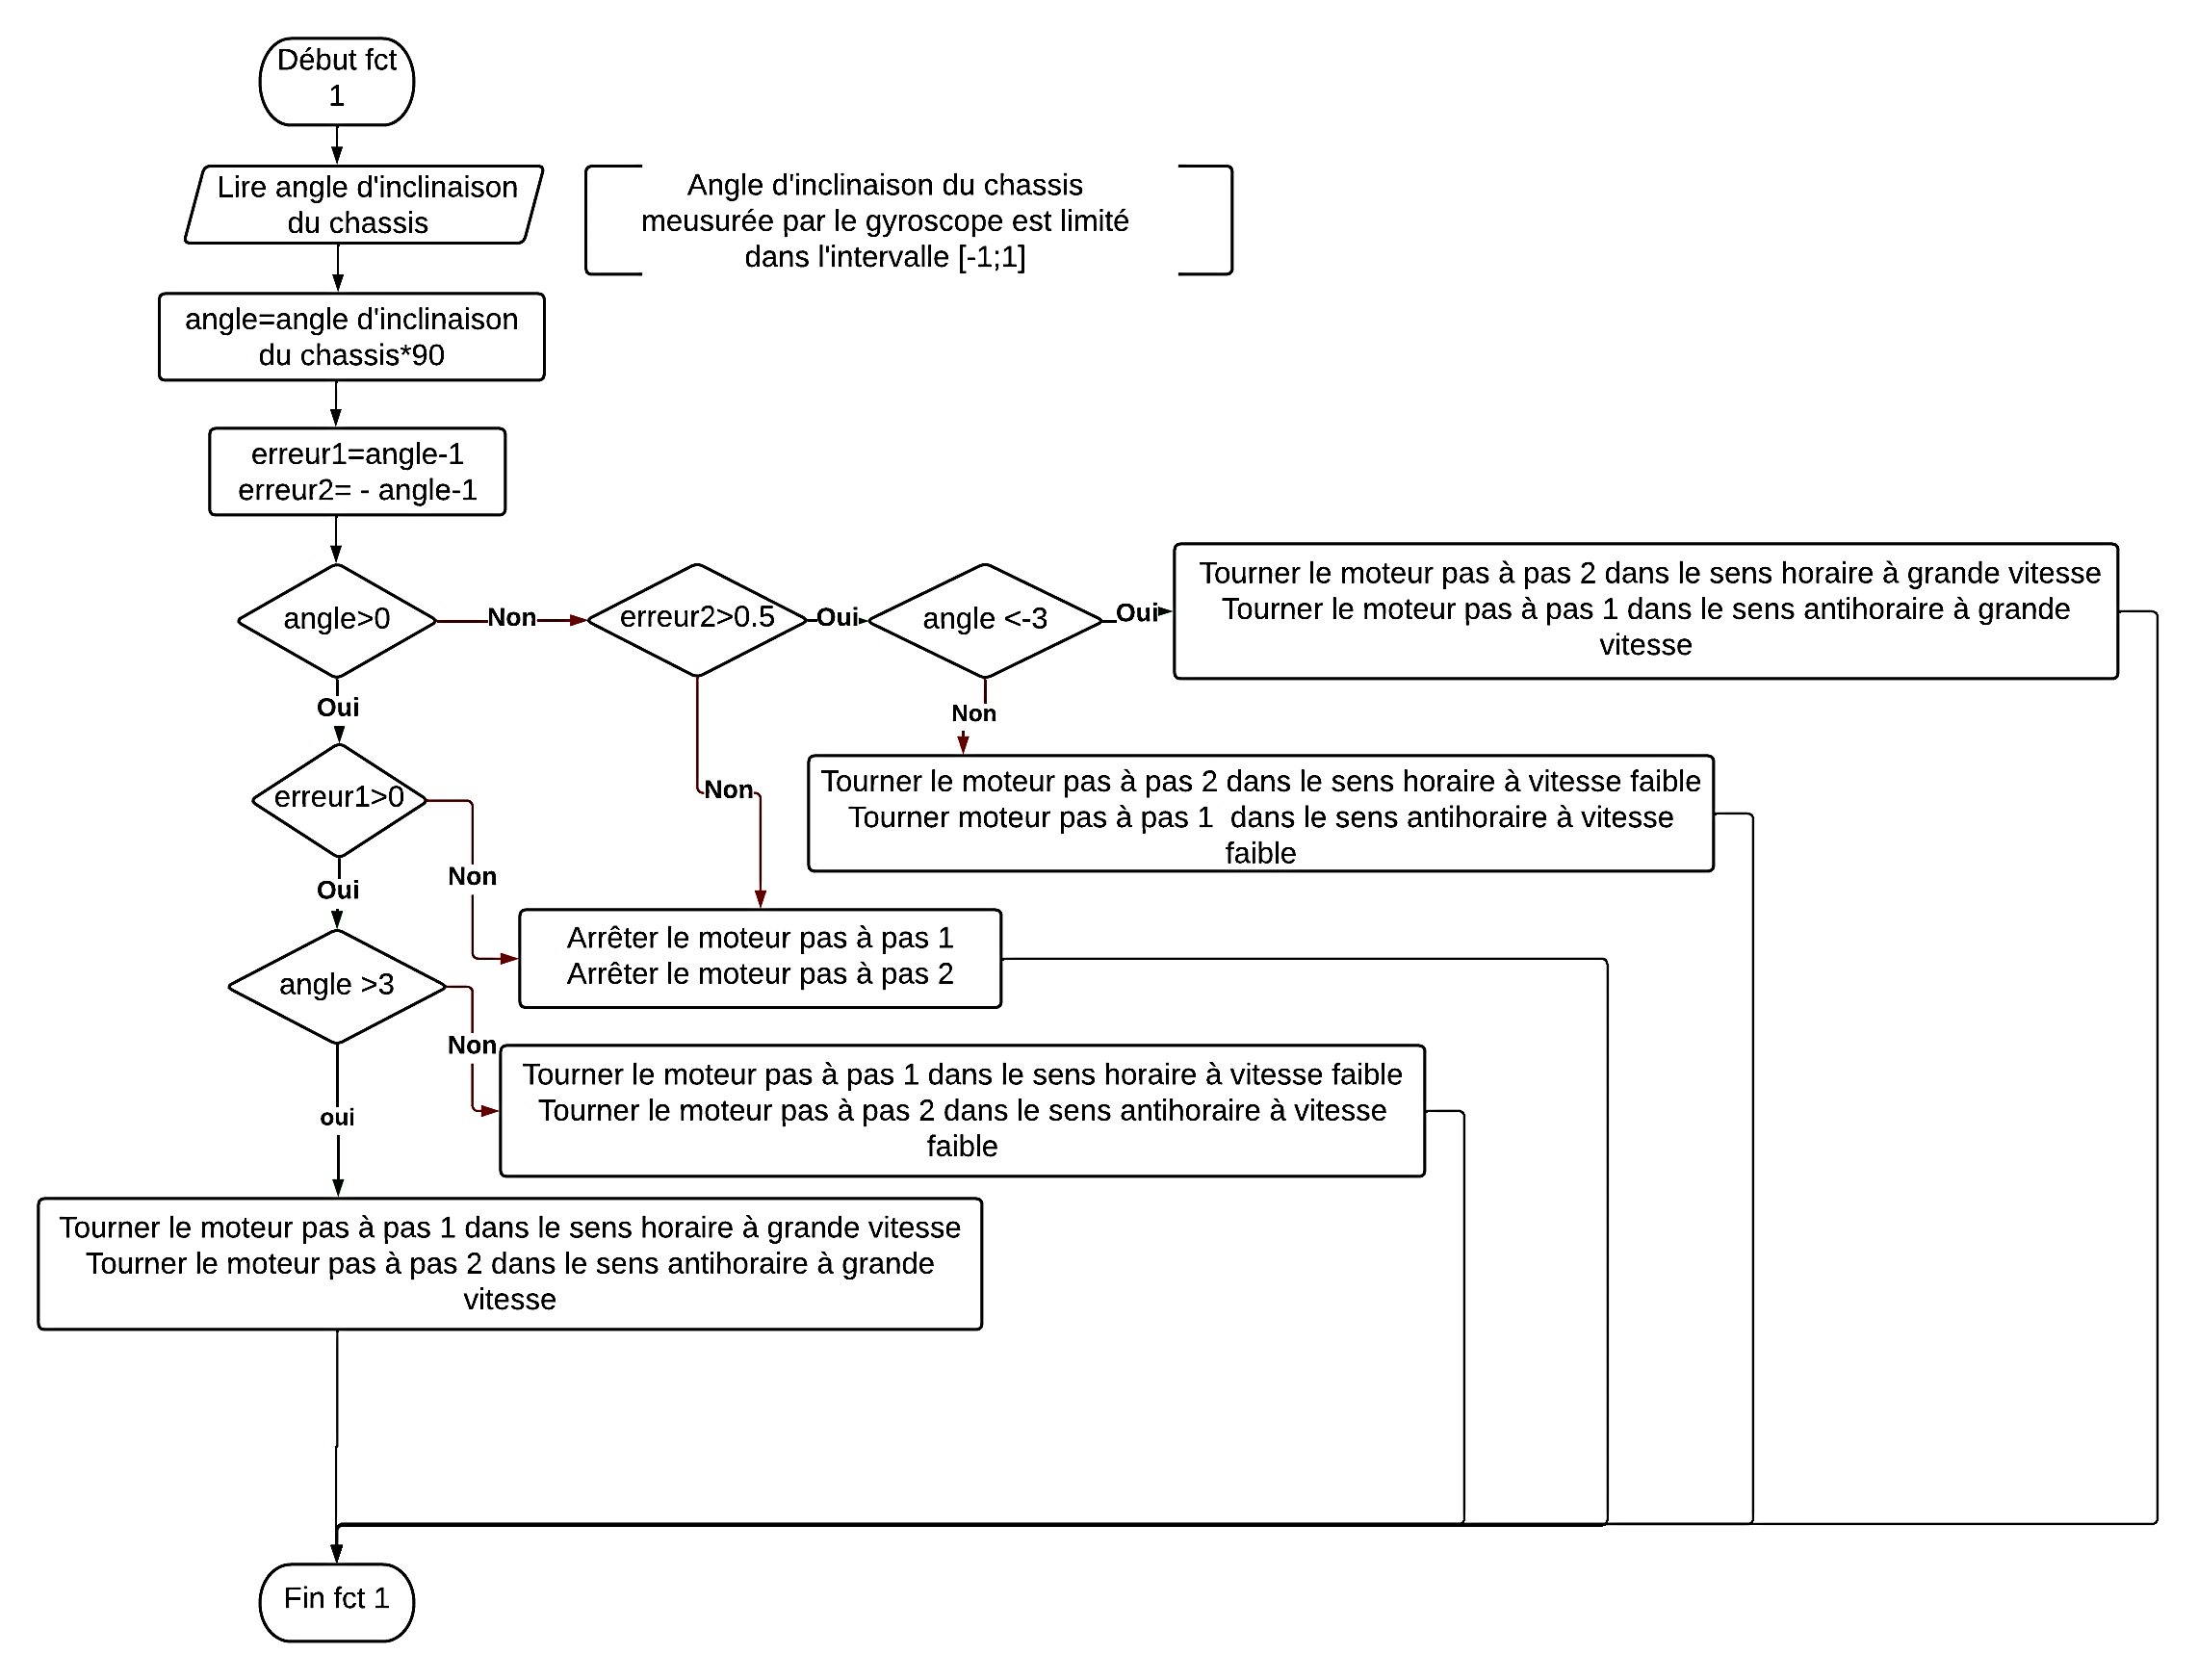 Début fct
1
Lire angle d'inclinaison
du chassis
Angle d'inclinaison du chassis
meusurée par le gyroscope est limité
dans l'intervalle [-1;1]
angle=angle d'inclinaison
du chassis*90
erreur1=angle-1
erreur2= - angle-1
angle>0
Non
erreur2>0.5
Oui
angle <-3
Oui
Tourner le moteur pas à pas 2 dans le sens horaire à grande vitesse
Tourner le moteur pas à pas 1 dans le sens antihoraire à grande
vitesse
Oui
Non
Tourner le moteur pas à pas 2 dans le sens horaire à vitesse faible
Tourner moteur pas à pas 1  dans le sens antihoraire à vitesse
faible
Non
erreur1>0
Non
Oui
Arrêter le moteur pas à pas 1
Arrêter le moteur pas à pas 2
angle >3
Non
Tourner le moteur pas à pas 1 dans le sens horaire à vitesse faible
Tourner le moteur pas à pas 2 dans le sens antihoraire à vitesse
faible
oui
Tourner le moteur pas à pas 1 dans le sens horaire à grande vitesse
Tourner le moteur pas à pas 2 dans le sens antihoraire à grande
vitesse
Fin fct 1